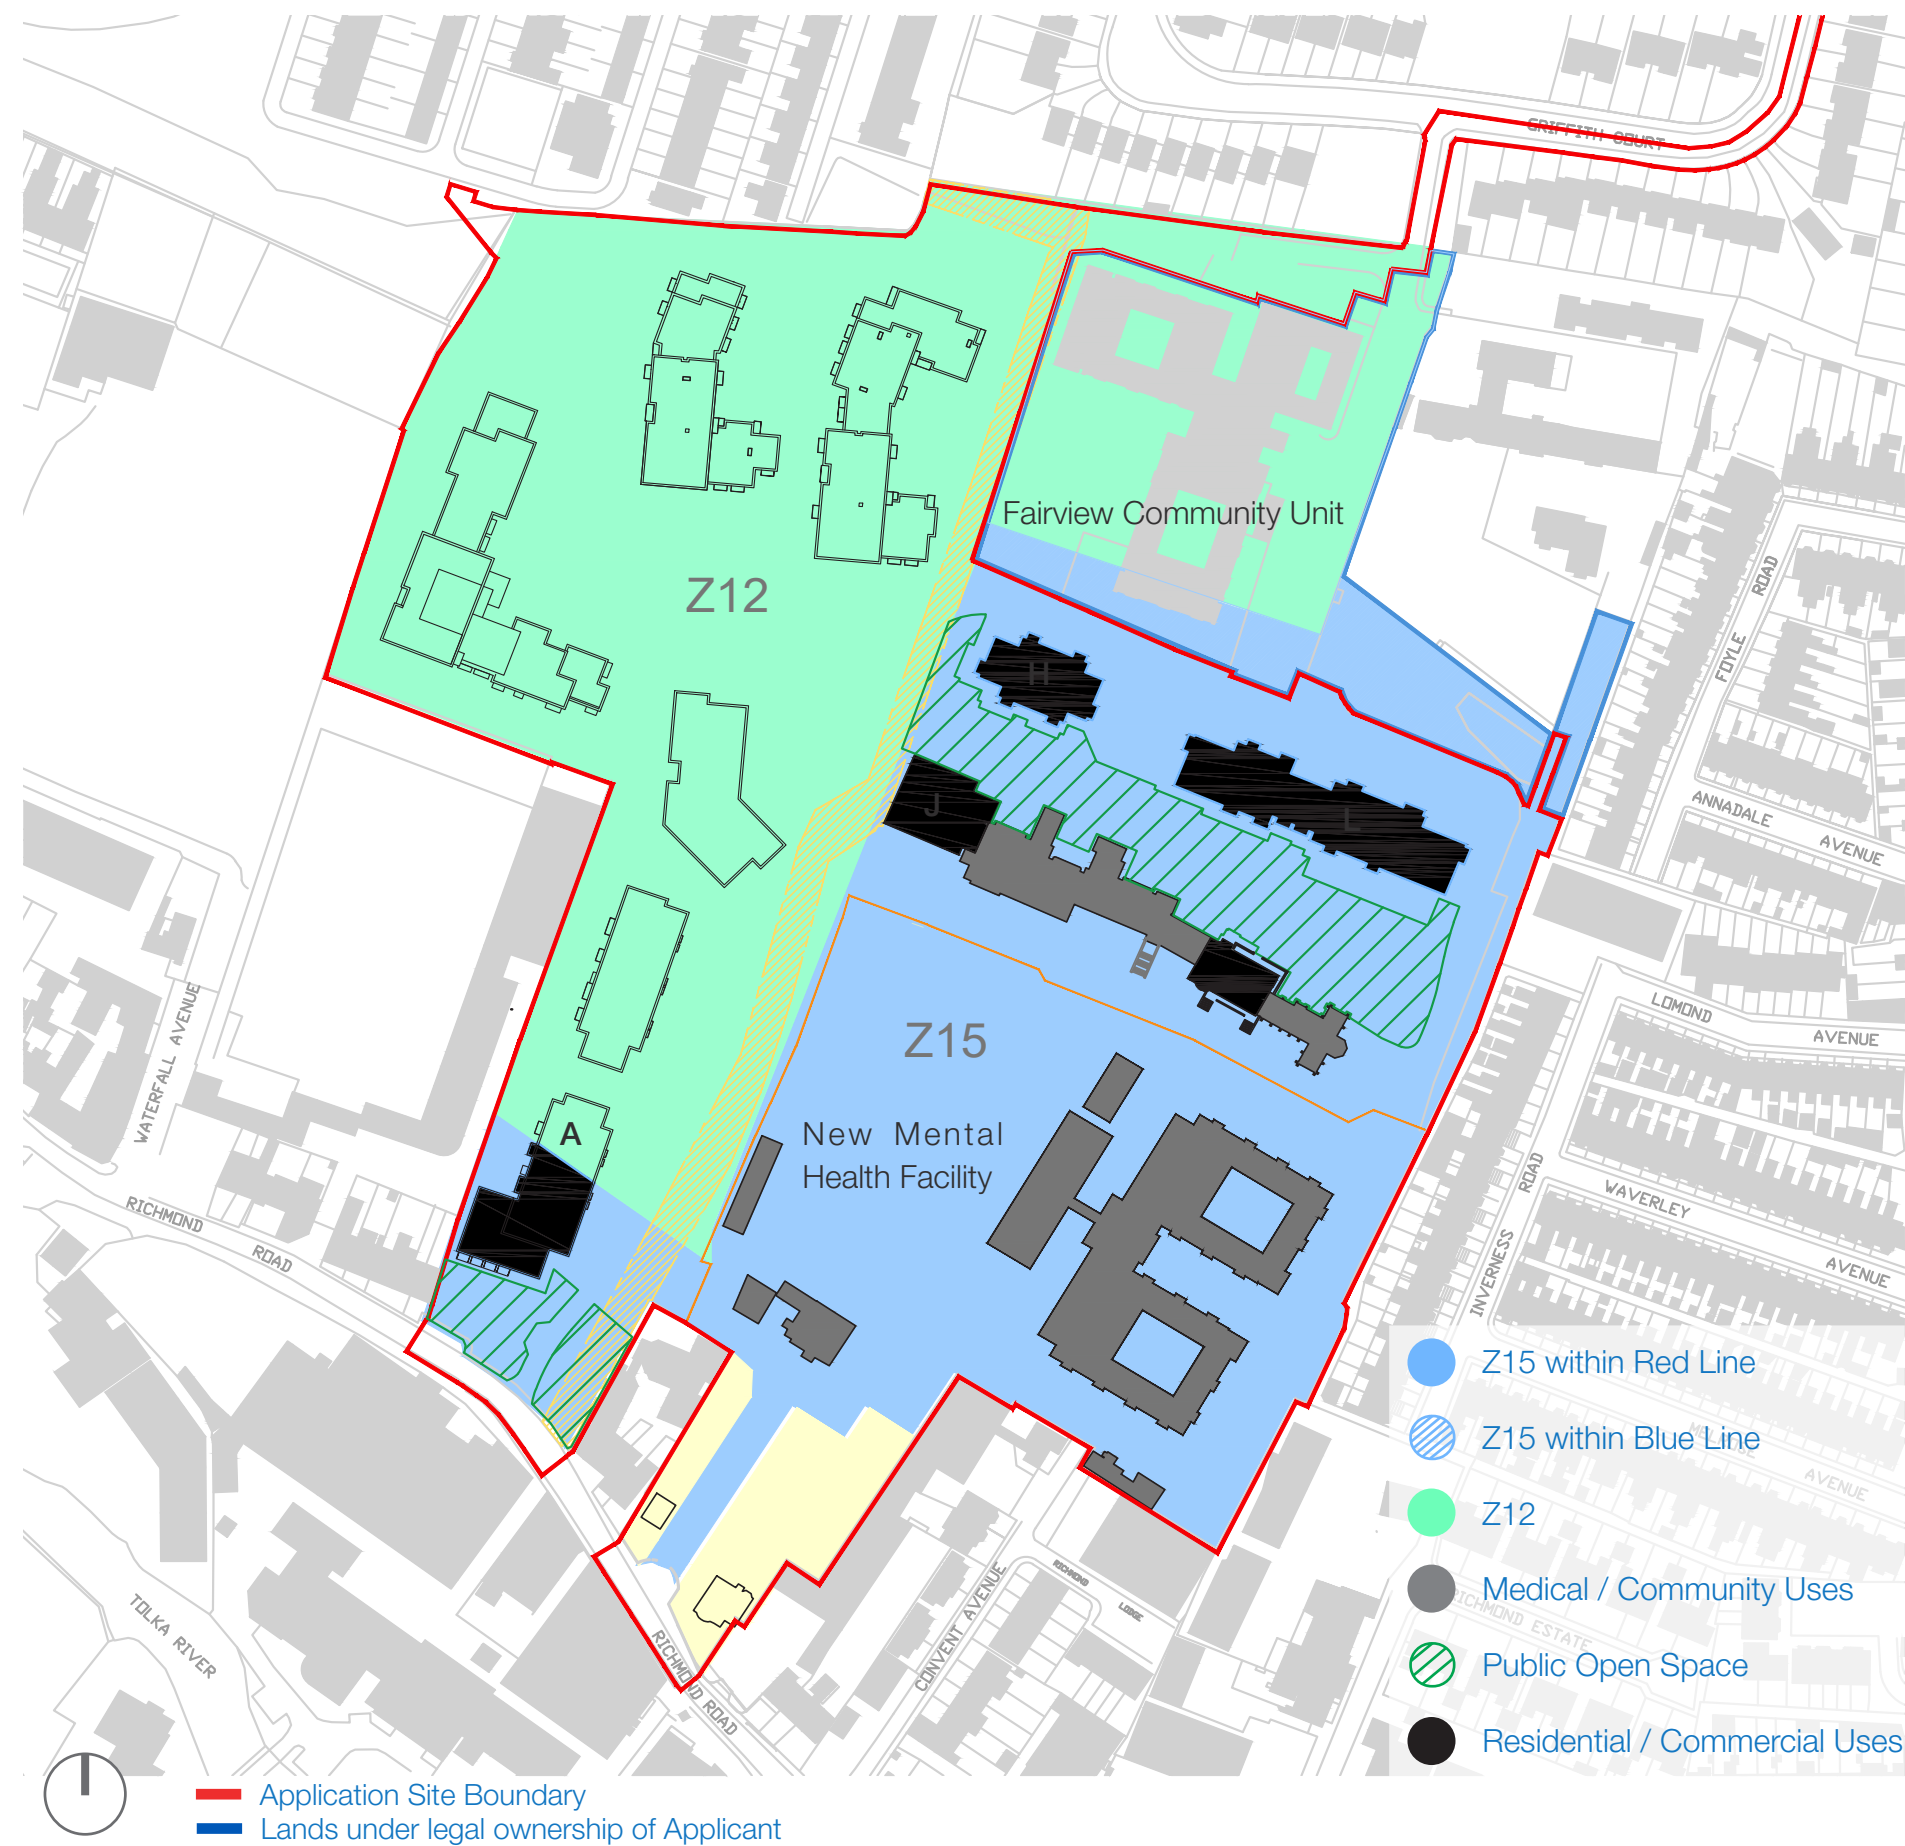 GRIFFITH COURT
Fairview Community Unit
Z12
FOYLE ROAD
H
J
L
ANNADALE AVENUE
LOMOND AVENUE
WATERFALL AVENUE
Z15
A
New Mental
Health Facility
WAVERLEY AVENUE
INVERNESS ROAD
RICHMOND ROAD
Z15 within Red Line
Z15 within Blue Line
MELROSE AVENUE
Z12
Medical / Community Uses
RICHMOND ESTATE
RICHMOND LODGE
CONVENT AVENUE
TOLKA RIVER
RICHMOND ROAD
Public Open Space
Residential / Commercial Uses
Application Site Boundary
Lands under legal ownership of Applicant